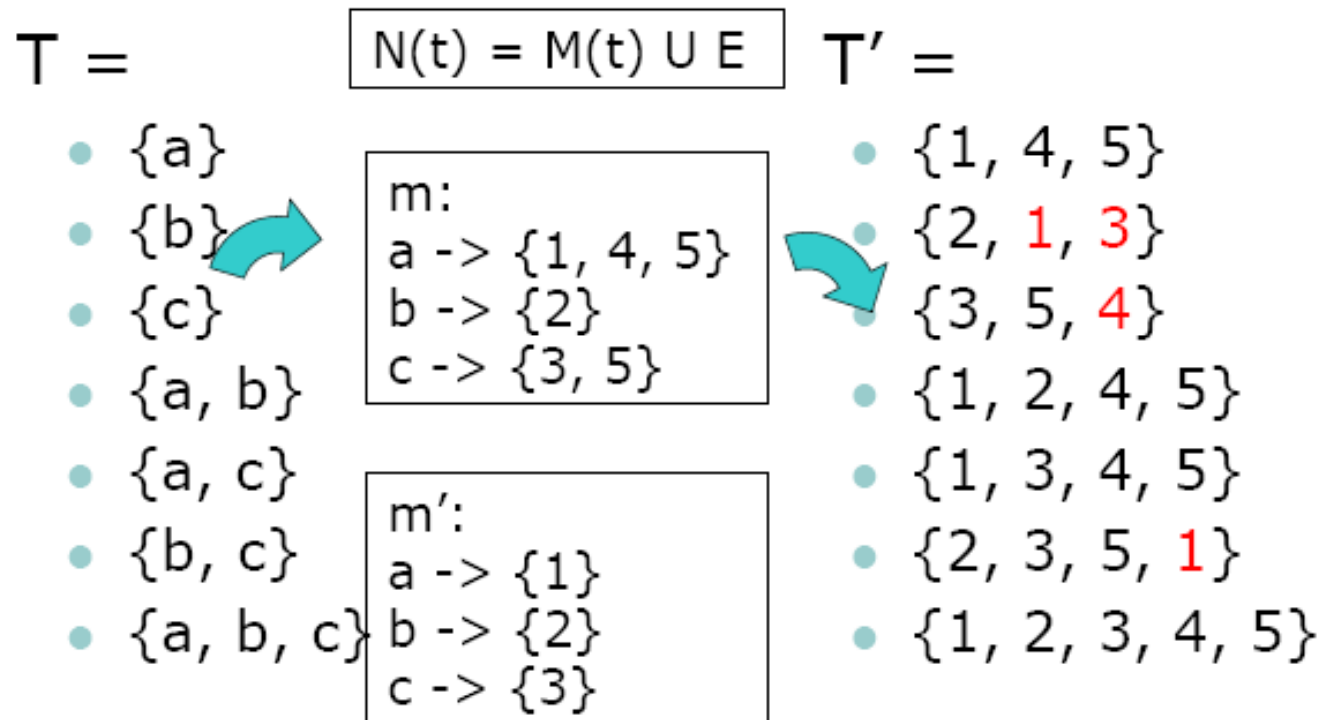 T =
• {a}
• {b}
• {c}
• {a, b}
• {a, c}
• {b, c}
• {a, b, c}
N(t) = M(t) U E
m:
a -> {1, 4, 5}
b -> {2}
c -> {3, 5}
m′:
a -> {1}
b -> {2}
c -> {3}
T′ =
• {1, 4, 5}
• {2, 1, 3}
• {3, 5, 4}
• {1, 2, 4, 5}
• {1, 3, 4, 5}
• {2, 3, 5, 1}
• {1, 2, 3, 4, 5}